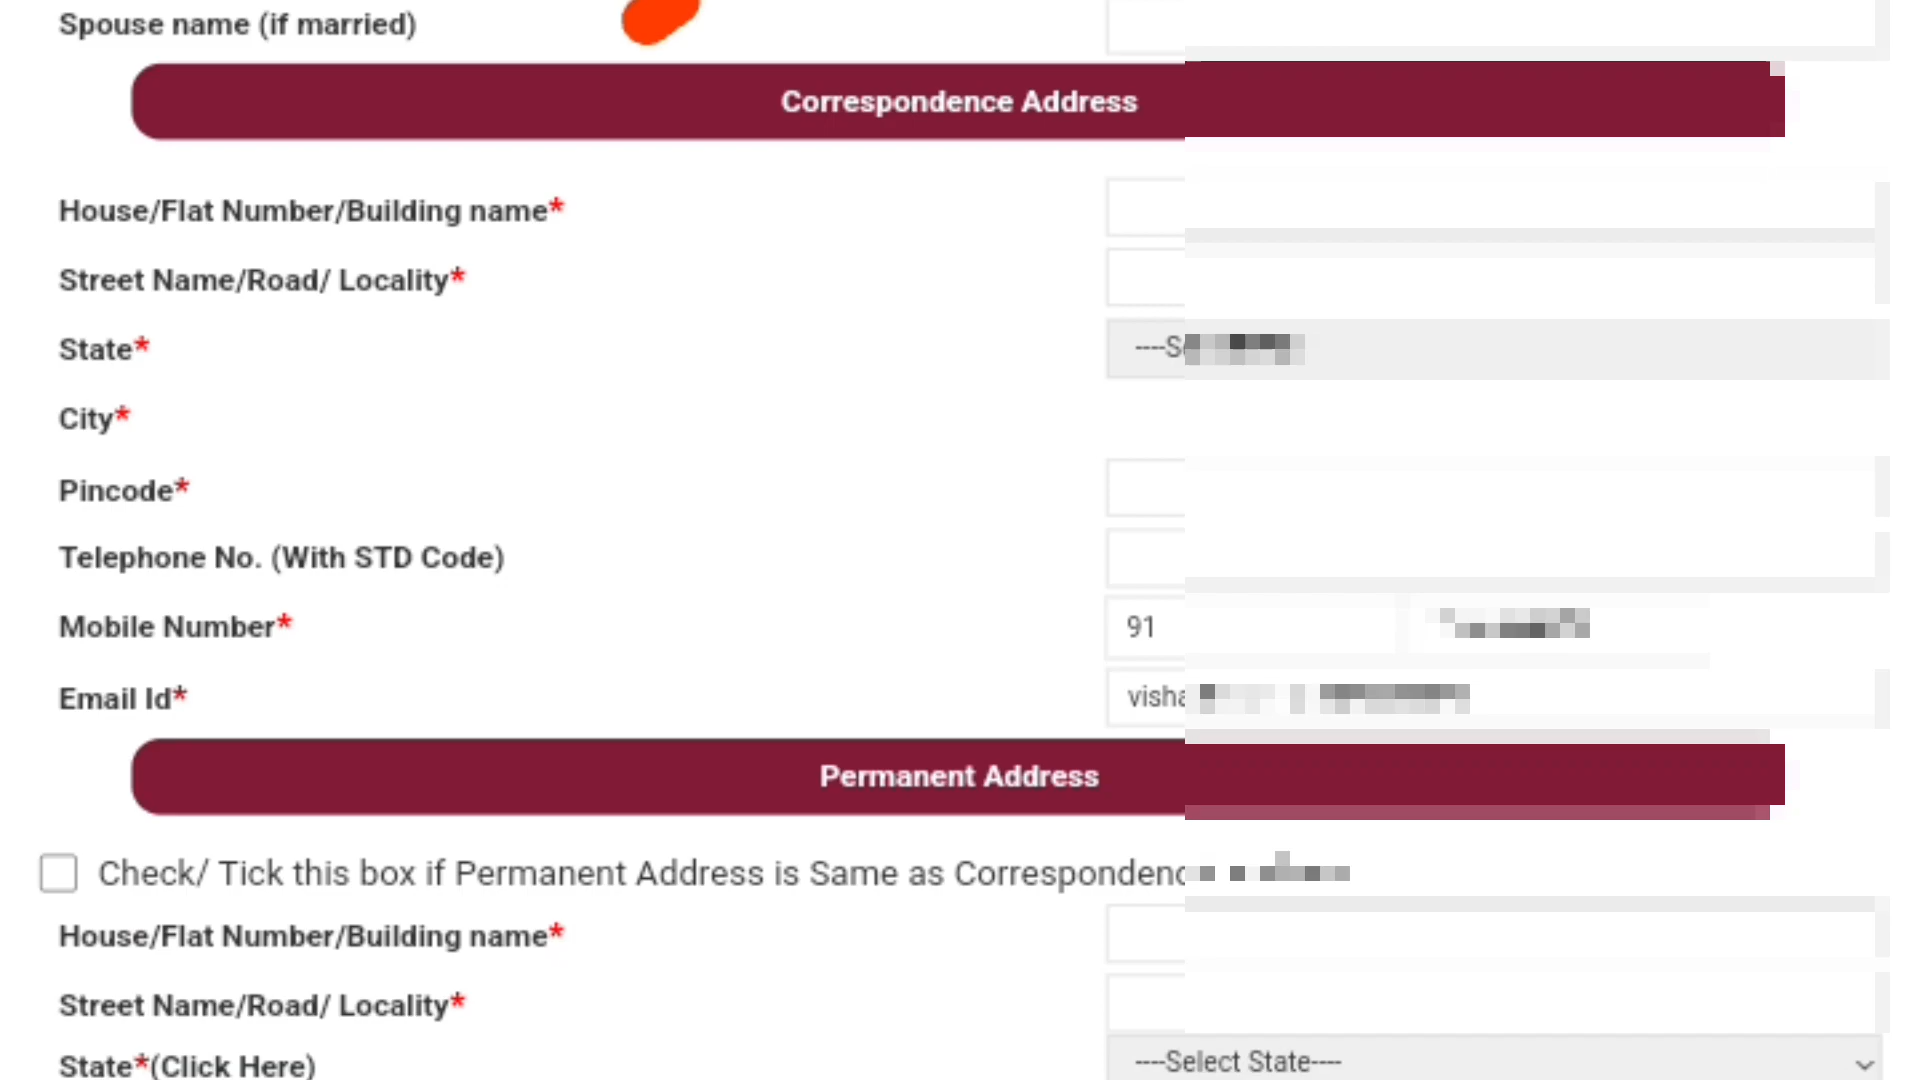 Spouse name (if married)
Correspondence Address
House/Flat Number/Building name*
Street Name/Road/ Locality*
State*
City*
Pincode*
Telephone No. (With STD Code)
Mobile Number* 91
Email Id*
Permanent Address
Check/ Tick this box if Permanent Address is Same as
House/Flat Number/Building name*
Street Name/Road/ Locality*
State*(Click Here) ----Select State----